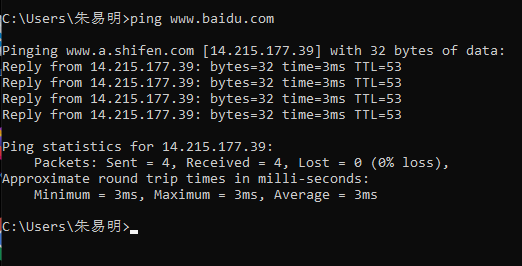 C:\Users\朱易明>ping www.baidu.com
Pinging www.a.shifen.com [14.215.177.39] with 32 bytes of data:
Reply from 14.215.177.39: bytes=32 time=3ms TTL=53
Reply from 14.215.177.39: bytes=32 time=3ms TTL=53
Reply from 14.215.177.39: bytes=32 time=3ms TTL=53
Reply from 14.215.177.39: bytes=32 time=3ms TTL=53
Ping statistics for 14.215.177.39:
    Packets: Sent = 4, Received = 4, Lost = 0 (0% loss),
Approximate round trip times in milli-seconds:
    Minimum = 3ms, Maximum = 3ms, Average = 3ms
C:\Users\朱易明>